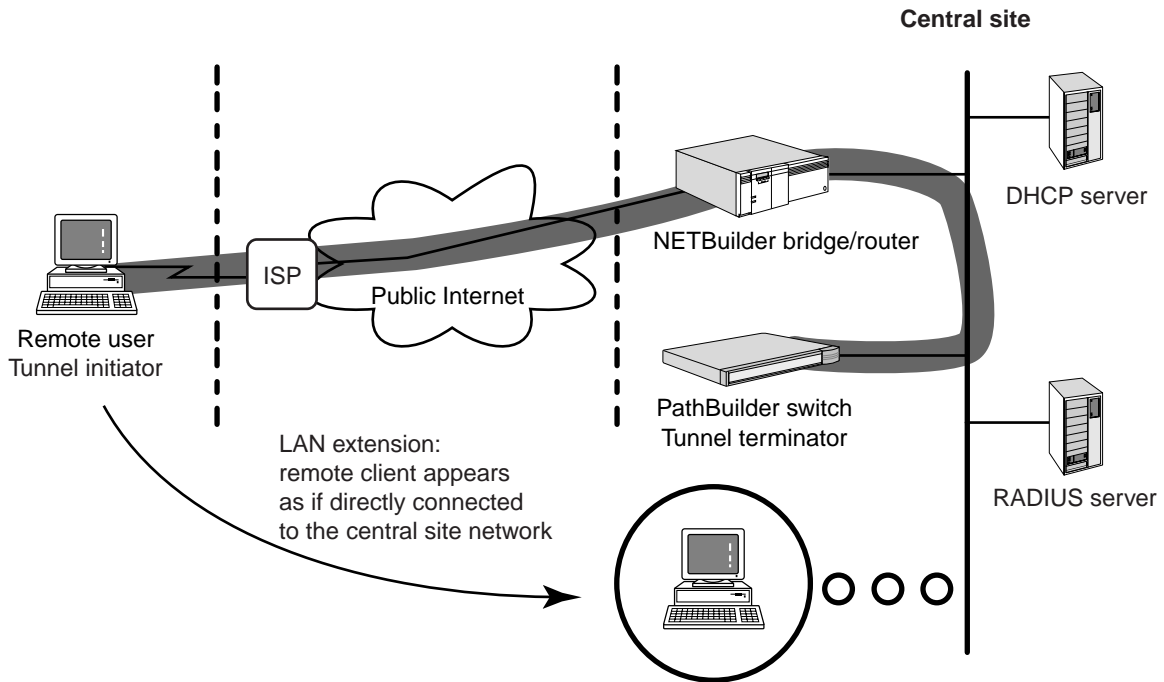 Central site
DHCP server
NETBuilder bridge/router
ISP
Public Internet
Remote user
Tunnel initiator
PathBuilder switch
Tunnel terminator
LAN extension:
remote client appears
as if directly connected
to the central site network
RADIUS server